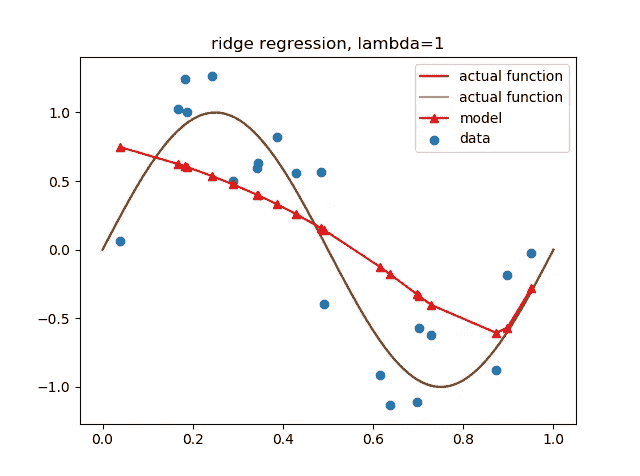 ridge regression, lambda=1
actual function
actual function
model
data
1.0
0.5
0.0
−0.5
−1.0
0.0 0.2 0.4 0.6 0.8 1.0